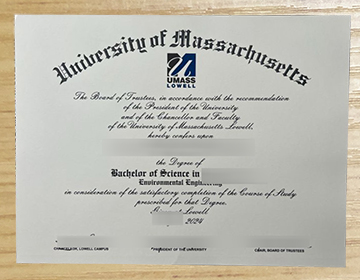 University of Massachusetts
UMASS
LOWELL
The Board of Trustees, in accordance with the recommendation
of the President of the University
and of the Chancellor and Faculty
of the University of Massachusetts Lowell,
hereby confers upon
the Degree of
Bachelor of Science in
Environmental Engineering
in consideration of the satisfactory completion of the Course of Study
prescribed for that Degree.
Lowell
2024
CHANCELLOR, LOWELL CAMPUS
PRESIDENT OF THE UNIVERSITY
CHAIR, BOARD OF TRUSTEES